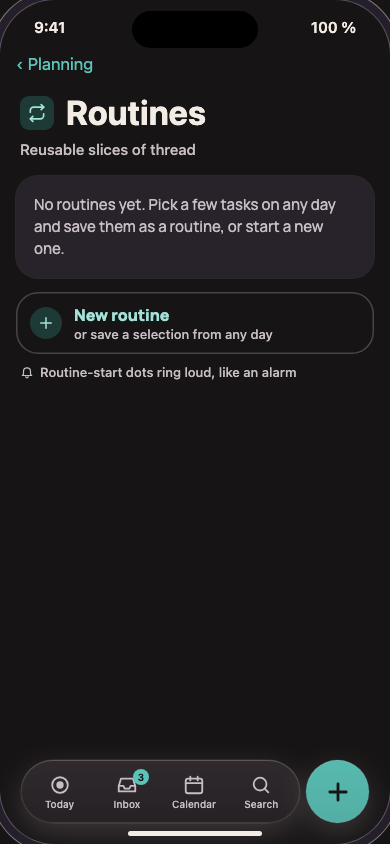 9:41
100 %
‹ Planning
Routines
Reusable slices of thread
No routines yet. Pick a few tasks on any day
and save them as a routine, or start a new
one.
New routine
or save a selection from any day
Routine-start dots ring loud, like an alarm
3
Today
Inbox
Calendar
Search